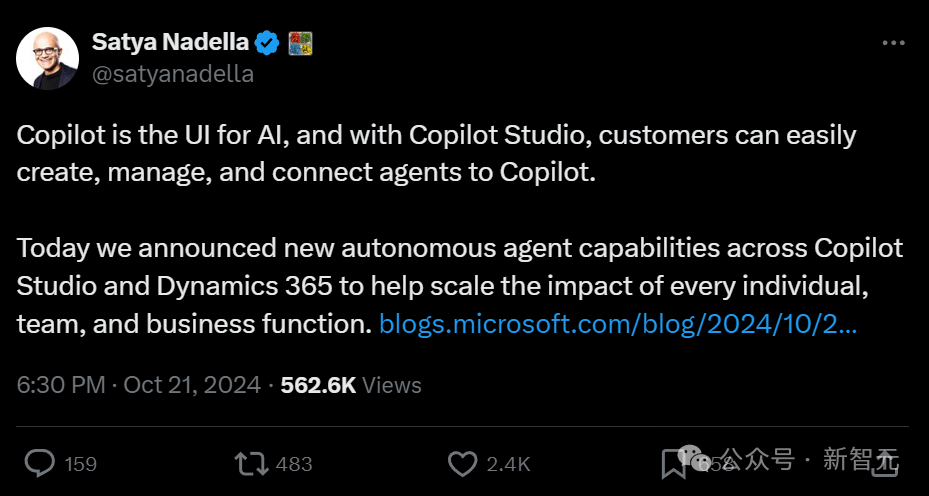 Satya Nadella
@satyanadella
Copilot is the UI for AI, and with Copilot Studio, customers can easily
create, manage, and connect agents to Copilot.
Today we announced new autonomous agent capabilities across Copilot
Studio and Dynamics 365 to help scale the impact of every individual,
team, and business function. blogs.microsoft.com/blog/2024/10/2...
6:30 PM · Oct 21, 2024 · 562.6K Views
159 483 2.4K
公众号 · 新智元